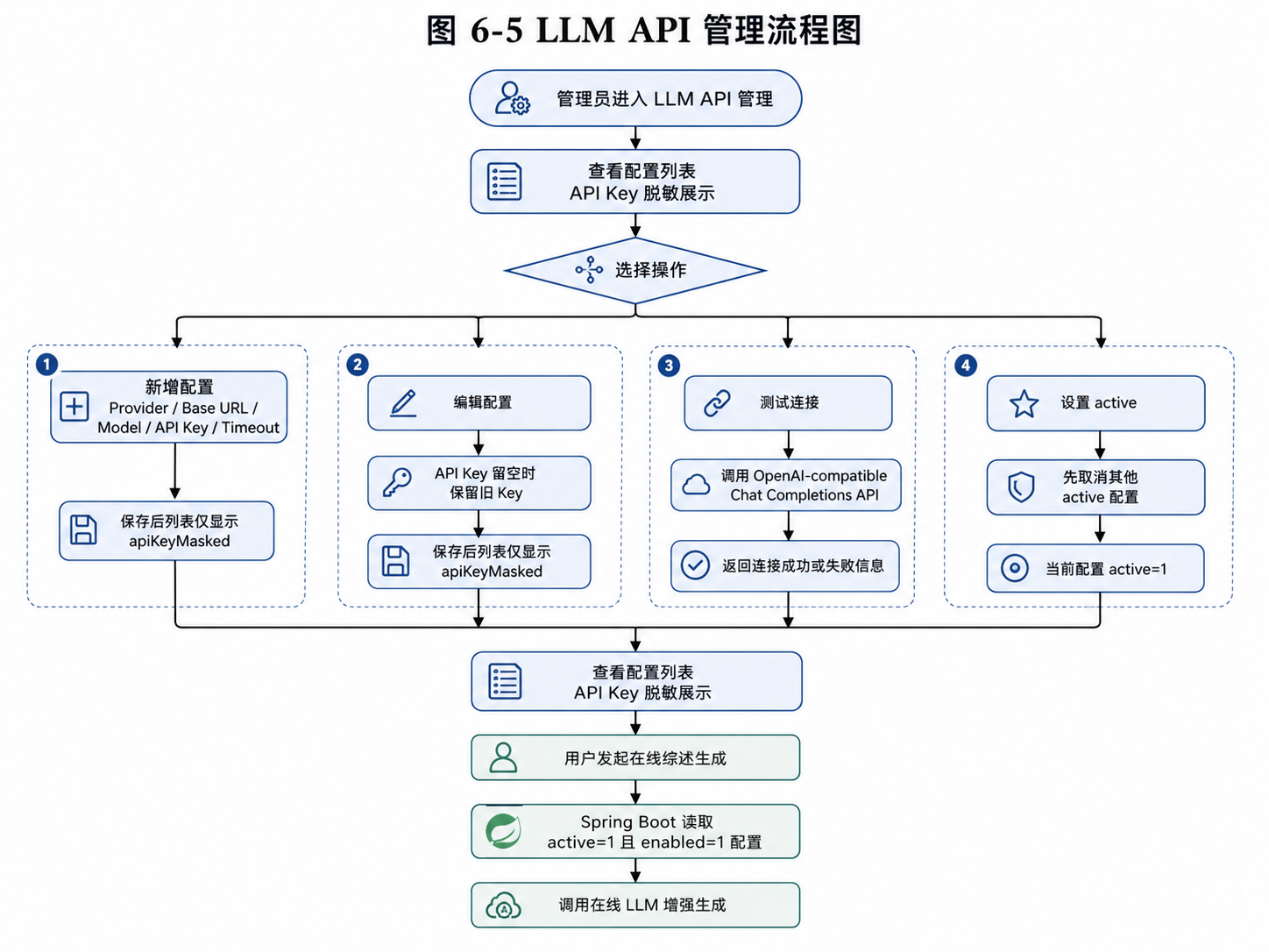 图 6-5 LLM API 管理流程图
管理员进入 LLM API 管理
查看配置列表
API Key 脱敏展示
选择操作
1
新增配置
Provider / Base URL /
Model / API Key / Timeout
保存后列表仅显示
apiKeyMasked
2
编辑配置
API Key 留空时
保留旧 Key
保存后列表仅显示
apiKeyMasked
3
测试连接
调用 OpenAI-compatible
Chat Completions API
返回连接成功或失败信息
4
设置 active
先取消其他
active 配置
当前配置 active=1
查看配置列表
API Key 脱敏展示
用户发起在线综述生成
Spring Boot 读取
active=1 且 enabled=1 配置
调用在线 LLM 增强生成